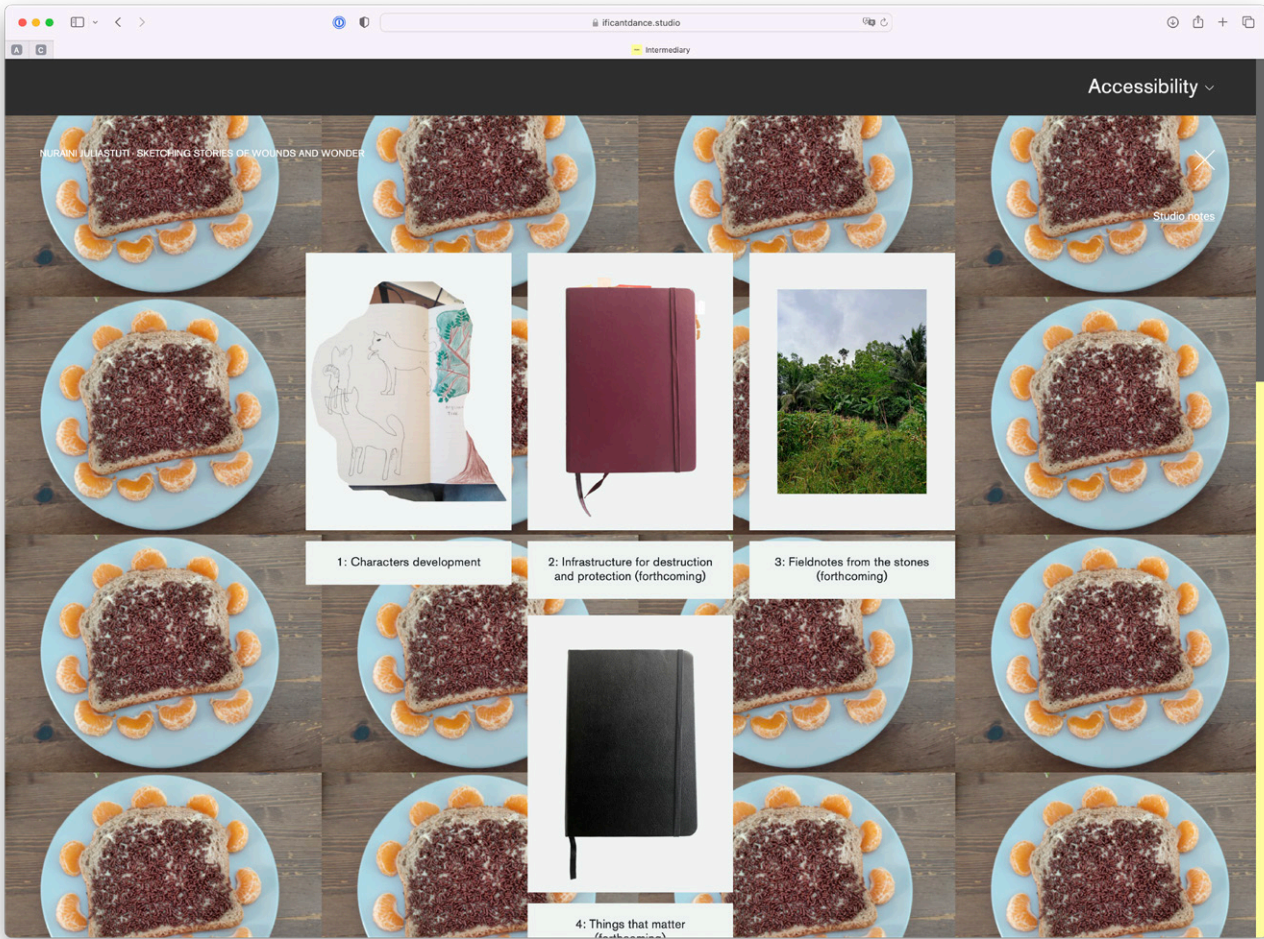 ificantdance.studio
A
C
Intermediary
Accessibility
NURAINI JULIASTUTI - SKETCHING STORIES OF WOUNDS AND WONDER
Studio notes
1: Characters development
2: Infrastructure for destruction
and protection (forthcoming)
3: Fieldnotes from the stones
(forthcoming)
4: Things that matter
(forthcoming)